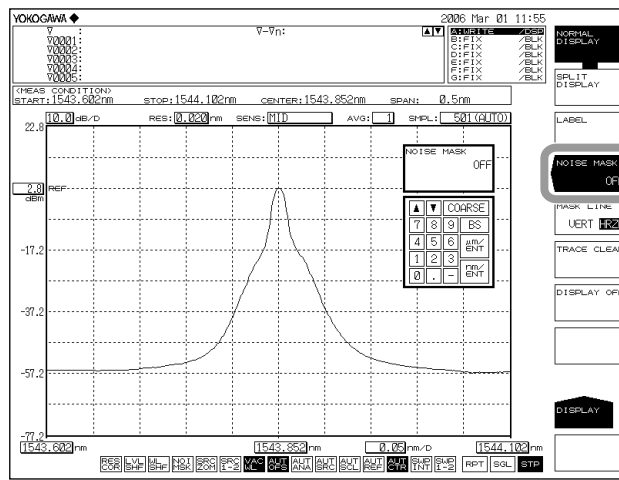 YOKOGAWA ◆ 2006 Mar 01 11:55
∇ : ∇-∇n: ▲ ▼ A:WRITE /DSP
∇0001: B:FIX /BLK
∇0002: C:FIX /BLK
∇0003: D:FIX /BLK
∇0004: E:FIX /BLK
∇0005: F:FIX /BLK
G:FIX /BLK
<MEAS CONDITION>
START:1543.602nm STOP:1544.102nm CENTER:1543.852nm SPAN: 0.5nm
10.0 dB/D RES: 0.020 nm SENS: MID AVG: 1 SMPL: 501(AUTO)
22.8
2.8 REF
dBm
-17.2
-37.2
-57.2
-77.2
NOISE MASK
OFF
▲ ▼ COARSE
7 8 9 BS
4 5 6 μm/ENT
1 2 3 nm/ENT
0 . -
1543.602 nm 1543.852 nm 0.05 nm/D 1544.102 nm
RES COR LVL SHF WL SHF NOI MSK SRC ZOM SRC 1-2 VAC WL AUT OFS AUT ANA AUT SRC AUT SCL AUT REF AUT CTR SWP INT SWP 1-2 RPT SGL STP
NORMAL
DISPLAY
SPLIT
DISPLAY
LABEL
NOISE MASK
OFF
MASK LINE
VERT HRZ
TRACE CLEA
DISPLAY OFF
DISPLAY